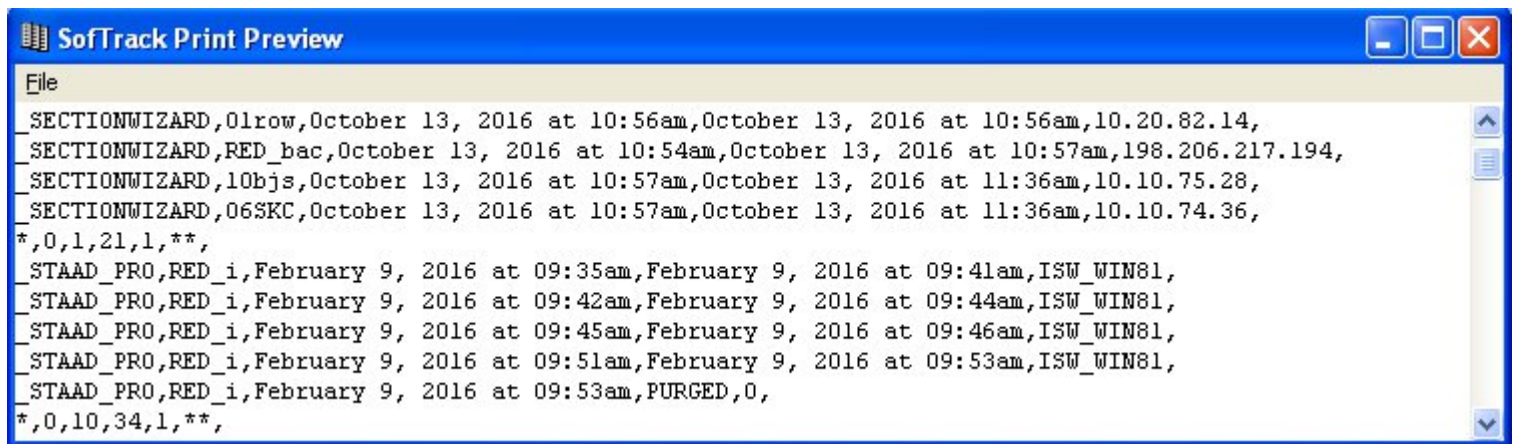 SofTrack Print Preview
File
_SECTIONWIZARD,01row,October 13, 2016 at 10:56am,October 13, 2016 at 10:56am,10.20.82.14,
_SECTIONWIZARD,RED_bac,October 13, 2016 at 10:54am,October 13, 2016 at 10:57am,198.206.217.194,
_SECTIONWIZARD,10bjs,October 13, 2016 at 10:57am,October 13, 2016 at 11:36am,10.10.75.28,
_SECTIONWIZARD,06SKC,October 13, 2016 at 10:57am,October 13, 2016 at 11:36am,10.10.74.36,
*,0,1,21,1,**,
_STAAD_PRO,RED_i,February 9, 2016 at 09:35am,February 9, 2016 at 09:41am,ISW_WIN81,
_STAAD_PRO,RED_i,February 9, 2016 at 09:42am,February 9, 2016 at 09:44am,ISW_WIN81,
_STAAD_PRO,RED_i,February 9, 2016 at 09:45am,February 9, 2016 at 09:46am,ISW_WIN81,
_STAAD_PRO,RED_i,February 9, 2016 at 09:51am,February 9, 2016 at 09:53am,ISW_WIN81,
_STAAD_PRO,RED_i,February 9, 2016 at 09:53am,PURGED,0,
*,0,10,34,1,**,